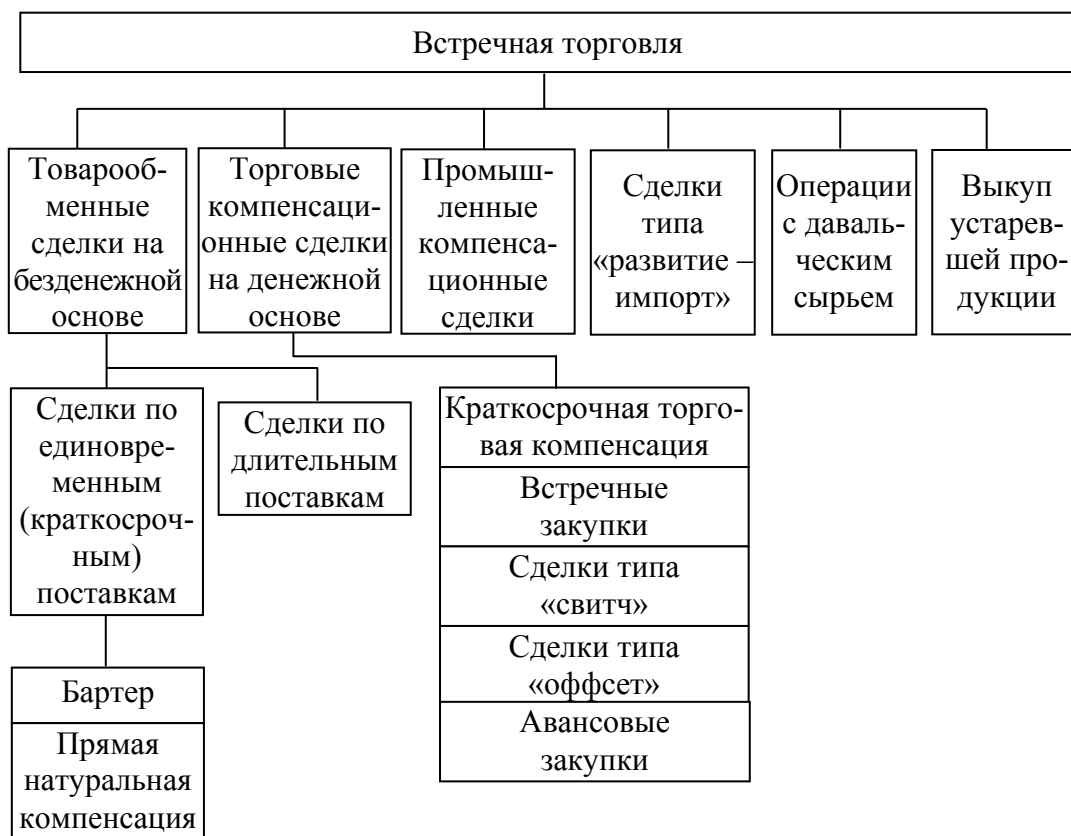 Встречная торговля
Товарооб-
менные
сделки на
безденежной
основе
Торговые
компенсаци-
онные сделки
на денежной
основе
Промыш-
ленные
компенса-
ционные
сделки
Сделки
типа
«развитие –
импорт»
Операции
с даваль-
ческим
сырьем
Выкуп
устарев-
шей про-
дукции
Сделки по
единовре-
менным
(краткосроч-
ным)
поставкам
Сделки по
длительным
поставкам
Краткосрочная торго-
вая компенсация
Встречные
закупки
Сделки типа
«свитч»
Сделки типа
«оффсет»
Авансовые
закупки
Бартер
Прямая
натуральная
компенсация